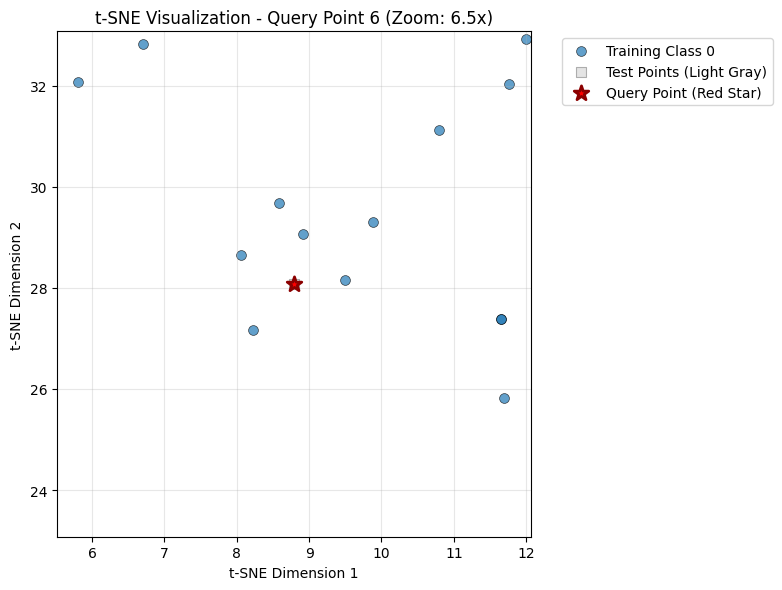 t-SNE Visualization - Query Point 6 (Zoom: 6.5x)
Training Class 0
Test Points (Light Gray)
Query Point (Red Star)
t-SNE Dimension 2
32
30
28
26
24
6 7 8 9 10 11 12
t-SNE Dimension 1